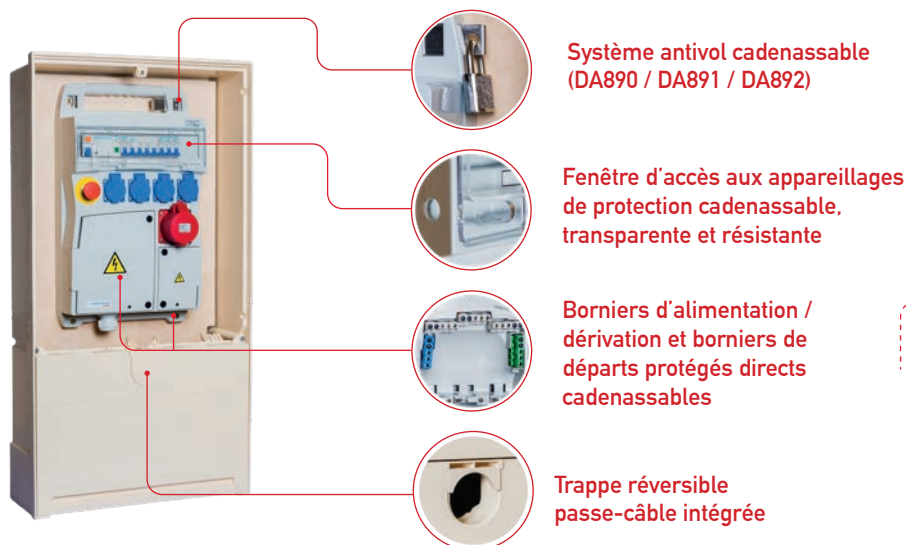 Système antivol cadenassable
(DA890 / DA891 / DA892)
Fenêtre d'accès aux appareillages
de protection cadenassable,
transparente et résistante
Borniers d'alimentation /
dérivation et borniers de
départs protégés directs
cadenassables
Trappe réversible
passe-câble intégrée